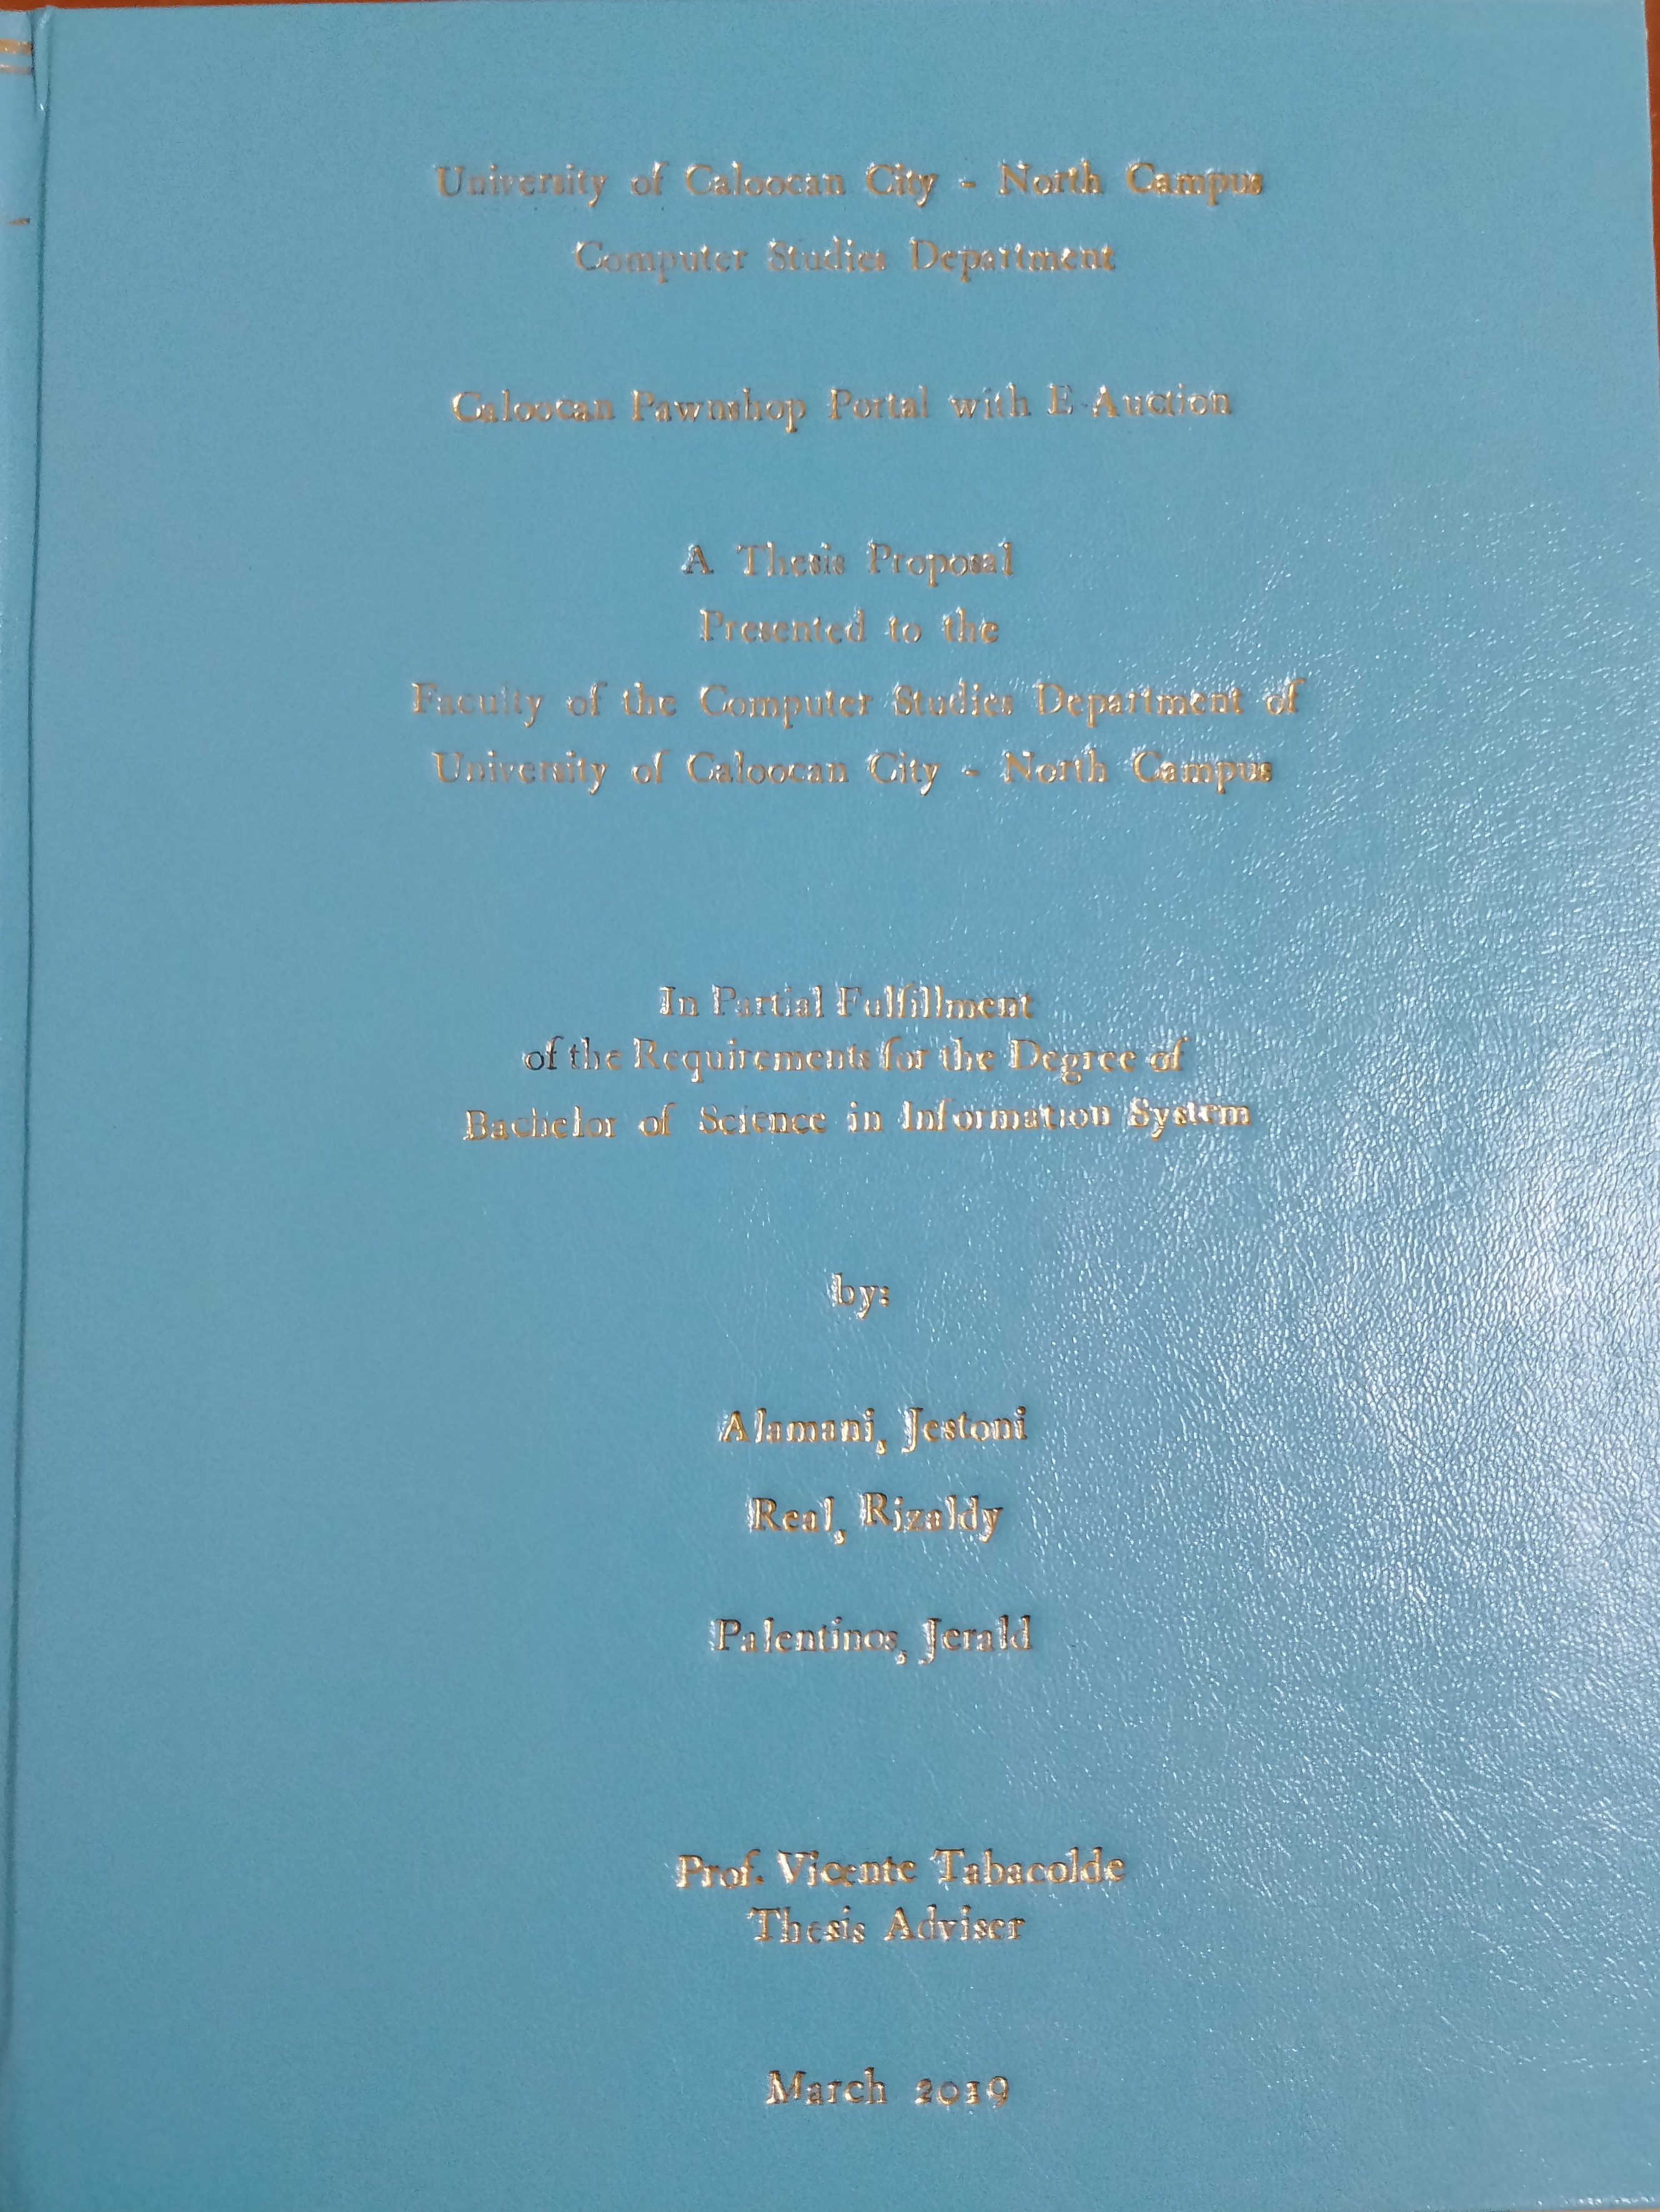 University of Caloocan City - North Campus
Computer Studies Department
Caloocan Pawnshop Portal with E-Auction
A Thesis Proposal
Presented to the
Faculty of the Computer Studies Department of
University of Caloocan City - North Campus
In Partial Fulfillment
of the Requirements for the Degree of
Bachelor of Science in Information System
by:
Alamani, Jestoni
Real, Rizaldy
Palentinos, Jerald
Prof. Vicente Tabacolde
Thesis Adviser
March 2019